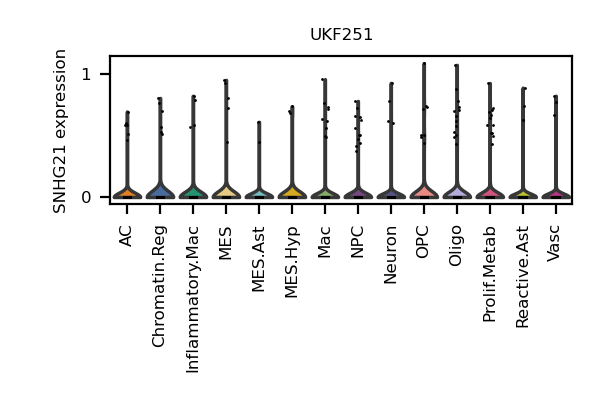 UKF251
SNHG21 expression
1
0
AC
Chromatin.Reg
Inflammatory.Mac
MES
MES.Ast
MES.Hyp
Mac
NPC
Neuron
OPC
Oligo
Prolif.Metab
Reactive.Ast
Vasc